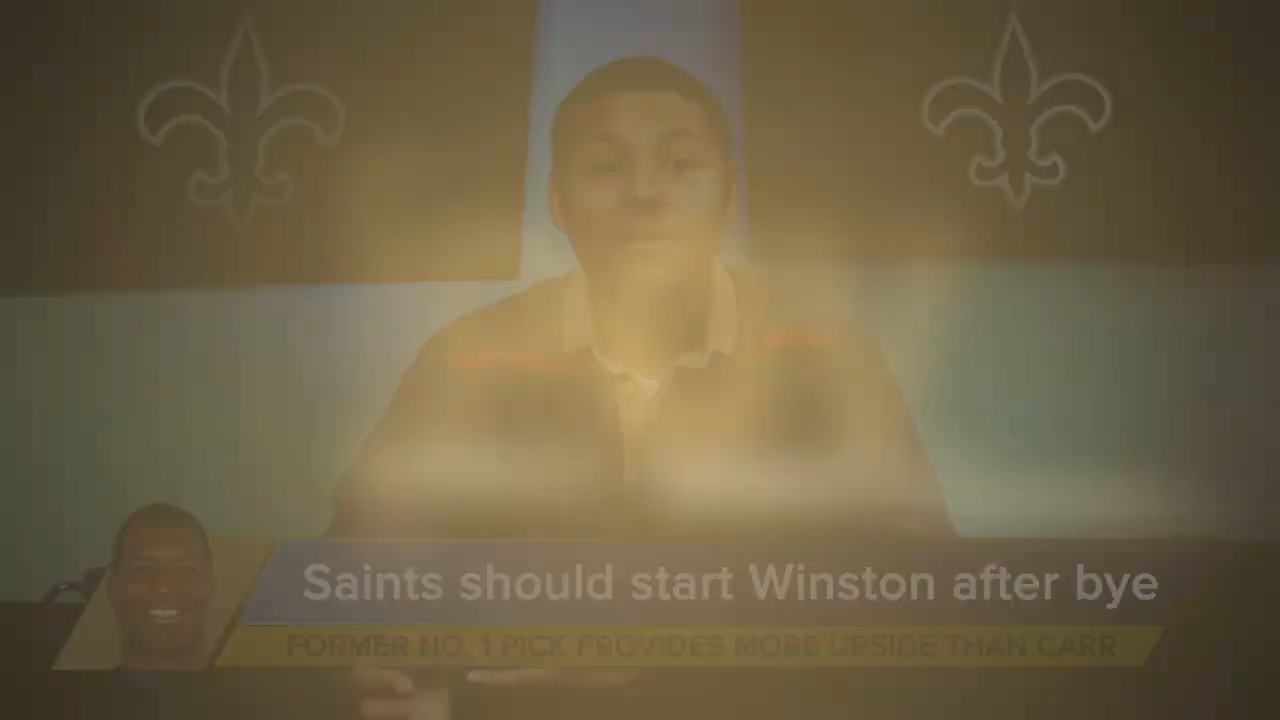 Saints should start Winston after bye
FORMER NO. 1 PICK PROVIDES MORE UPSIDE THAN CARR